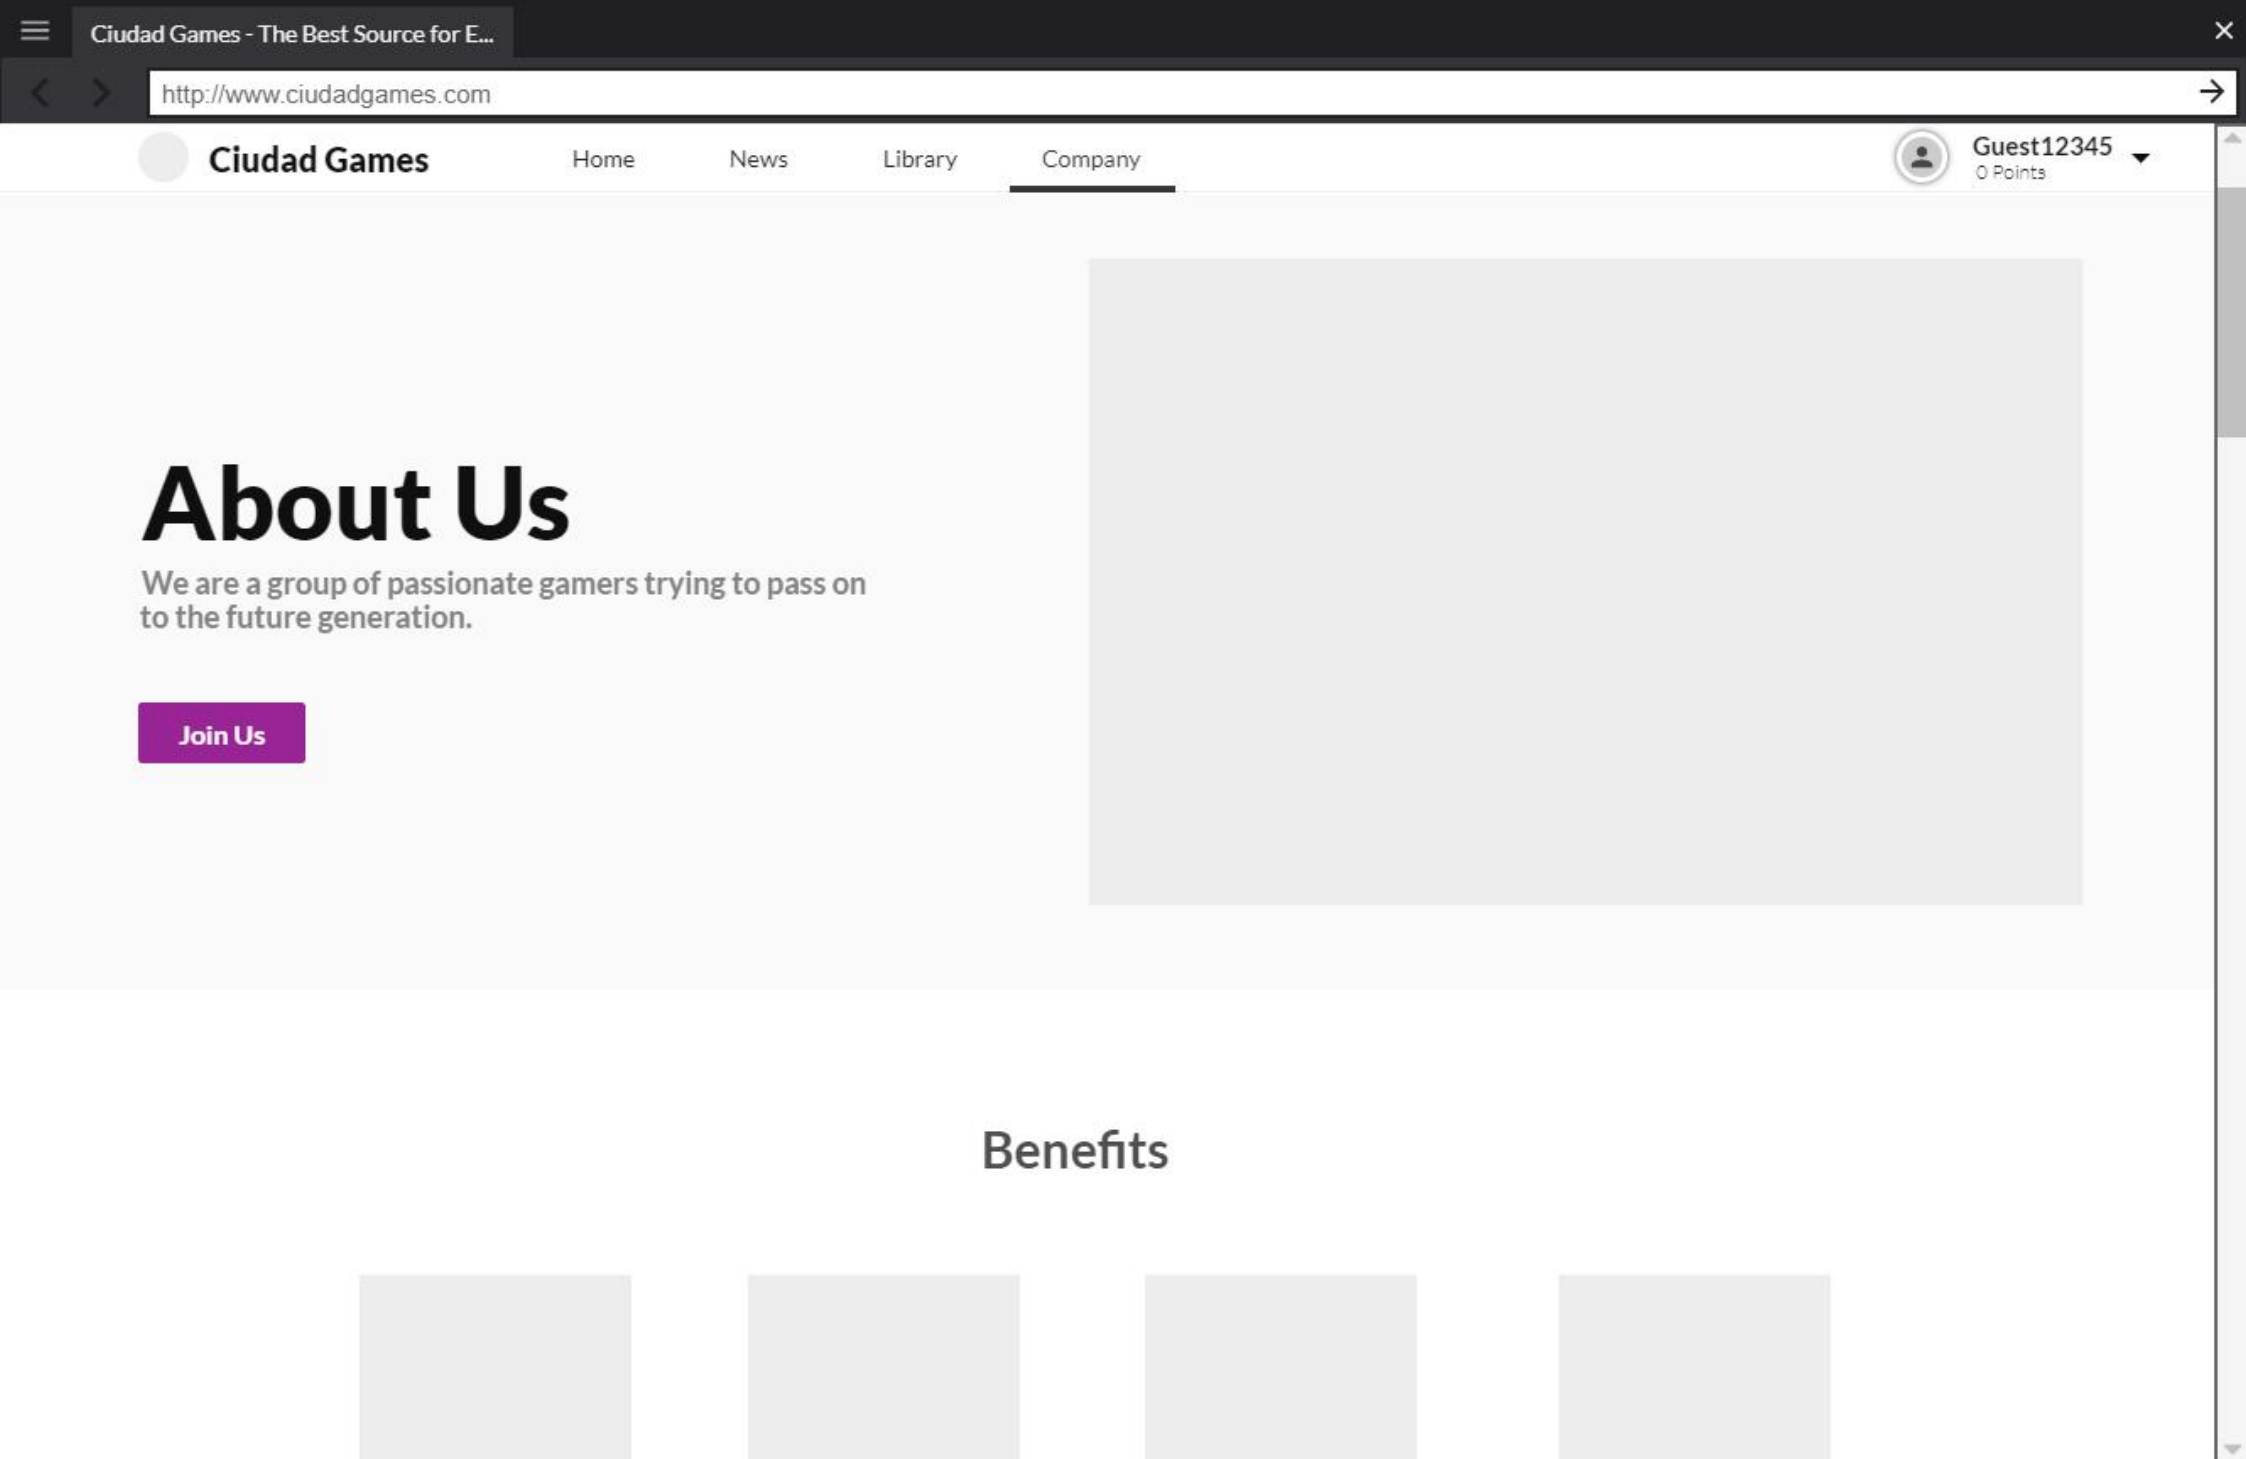 Ciudad Games - The Best Source for E...
http://www.ciudadgames.com
Ciudad Games
Home
News
Library
Company
Guest12345
0 Points
About Us
We are a group of passionate gamers trying to pass on
to the future generation.
Join Us
Benefits